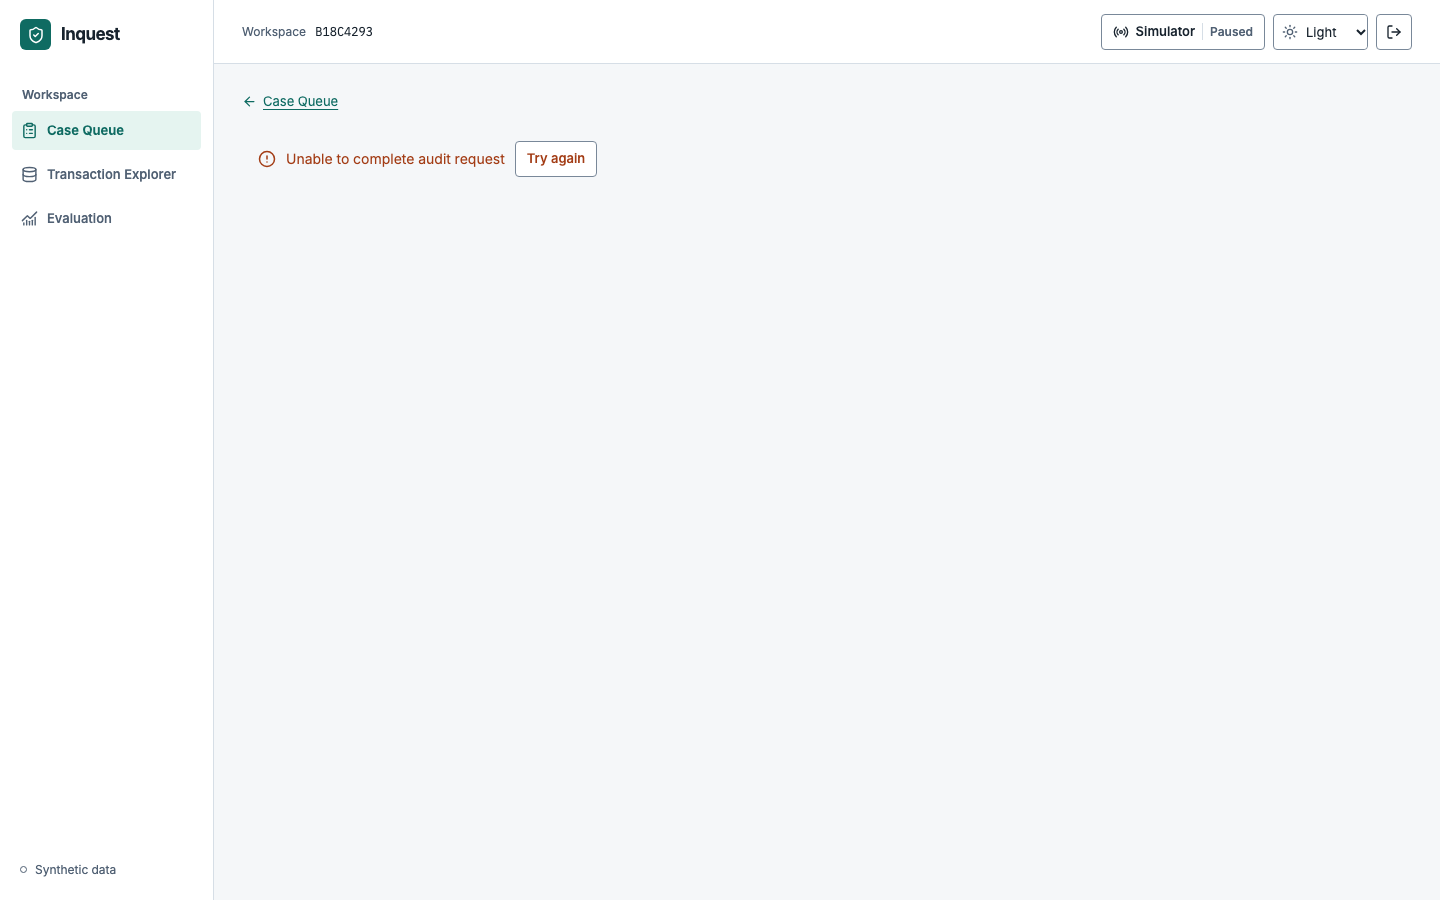 Inquest
Workspace
Case Queue
Transaction Explorer
Evaluation
Synthetic data
Workspace B18C4293
Simulator Paused
Light
Case Queue
Unable to complete audit request Try again